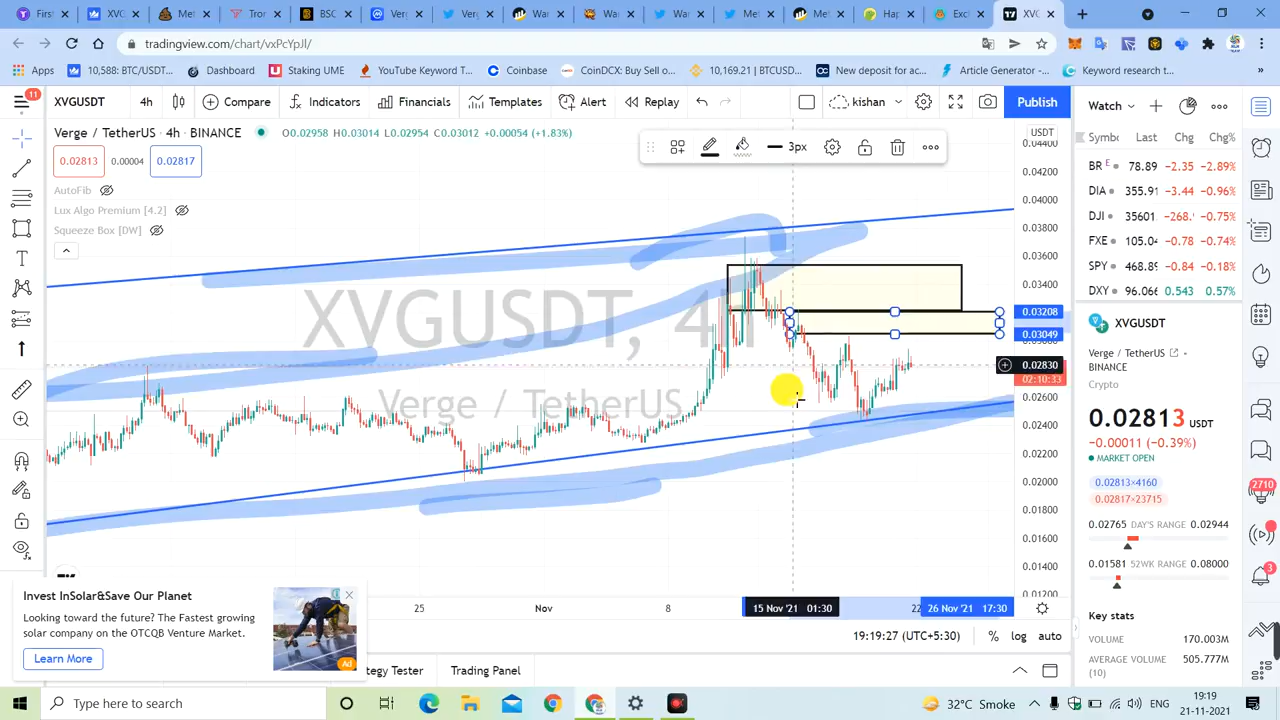 tradingview.com/chart/vxPcYpJl/
Apps
10,588: BTC/USDT...
Dashboard
Staking UME
YouTube Keyword T...
Coinbase
CoinDCX: Buy Sell o...
10,169.21 | BTCUSD...
New deposit for ac...
Article Generator -...
Keyword research t...
11
XVGUSDT
4h
Compare
Indicators
Financials
Templates
Alert
Replay
kishan
Publish
Watch
Verge / TetherUS · 4h · BINANCE
O0.02958 H0.03014 L0.02954 C0.03012 +0.00054 (+1.83%)
0.02813
0.00004
0.02817
AutoFib
Lux Algo Premium [4.2]
Squeeze Box [DW]
3px
XVGUSDT, 4h
Verge / TetherUS
USDT
0.04400
0.04200
0.04000
0.03800
0.03600
0.03400
0.03208
0.03049
0.02830
02:10:33
0.02600
0.02400
0.02200
0.02000
0.01800
0.01600
0.01400
0.01200
Symbo Last Chg Chg%
BR E 78.89 −2.35 −2.89%
DIA 355.91 −3.44 −0.96%
DJI 35601. −268. −0.75%
FXE 105.04 −0.78 −0.74%
SPY 468.89 −0.84 −0.18%
DXY 96.066 0.543 0.57%
XVGUSDT
Verge / TetherUS
BINANCE
Crypto
0.02813 USDT
−0.00011 (−0.39%)
MARKET OPEN
0.02813×4160
0.02817×23715
0.02765 DAY'S RANGE 0.02944
0.01581 52WK RANGE 0.08000
Key stats
VOLUME 170.003M
AVERAGE VOLUME (10) 505.777M
2710
3
25
Nov
8
15 Nov '21 01:30
22
26 Nov '21 17:30
19:19:27 (UTC+5:30)
%
log
auto
Invest InSolar&Save Our Planet
Looking toward the future? The Fastest growing
solar company on the OTCQB Venture Market.
Learn More
Ad
tegy Tester
Trading Panel
Type here to search
32°C Smoke
ENG
19:19
21-11-2021